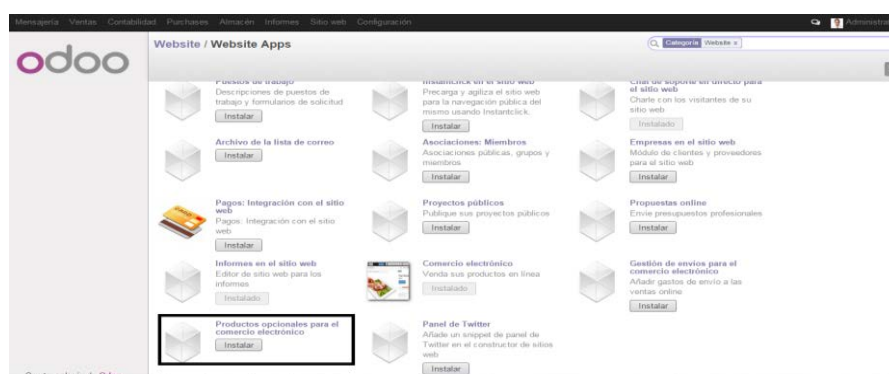 Mensajería Ventas Contabilidad Purchases Almacén Informes Sitio web Configuración
odoo
Website / Website Apps
Categoría Website x
Puestos de trabajo
Descripciones de puestos de
trabajo y formularios de solicitud
Instalar
Instantclick en el sitio web
Precarga y agiliza el sitio web
para la navegación pública del
mismo usando Instantclick.
Instalar
Chat de soporte en directo para
el sitio web
Charle con los visitantes de su
sitio web
Instalado
Archivo de la lista de correo
Instalar
Asociaciones: Miembros
Asociaciones públicas, grupos y
miembros
Instalar
Empresas en el sitio web
Módulo de clientes y proveedores
para el sitio web
Instalar
Pagos: Integración con el sitio
web
Pagos: Integración con el sitio
web
Instalar
Proyectos públicos
Publique sus proyectos públicos
Instalar
Propuestas online
Envíe presupuestos profesionales
Instalar
Informes en el sitio web
Editor de sitio web para los
informes
Instalado
Comercio electrónico
Venda sus productos en línea
Instalado
Gestión de envíos para el
comercio electrónico
Añadir gastos de envío a las
ventas online
Instalar
Productos opcionales para el
comercio electrónico
Instalar
Panel de Twitter
Añade un snippet de panel de
Twitter en el constructor de sitios
web
Instalar